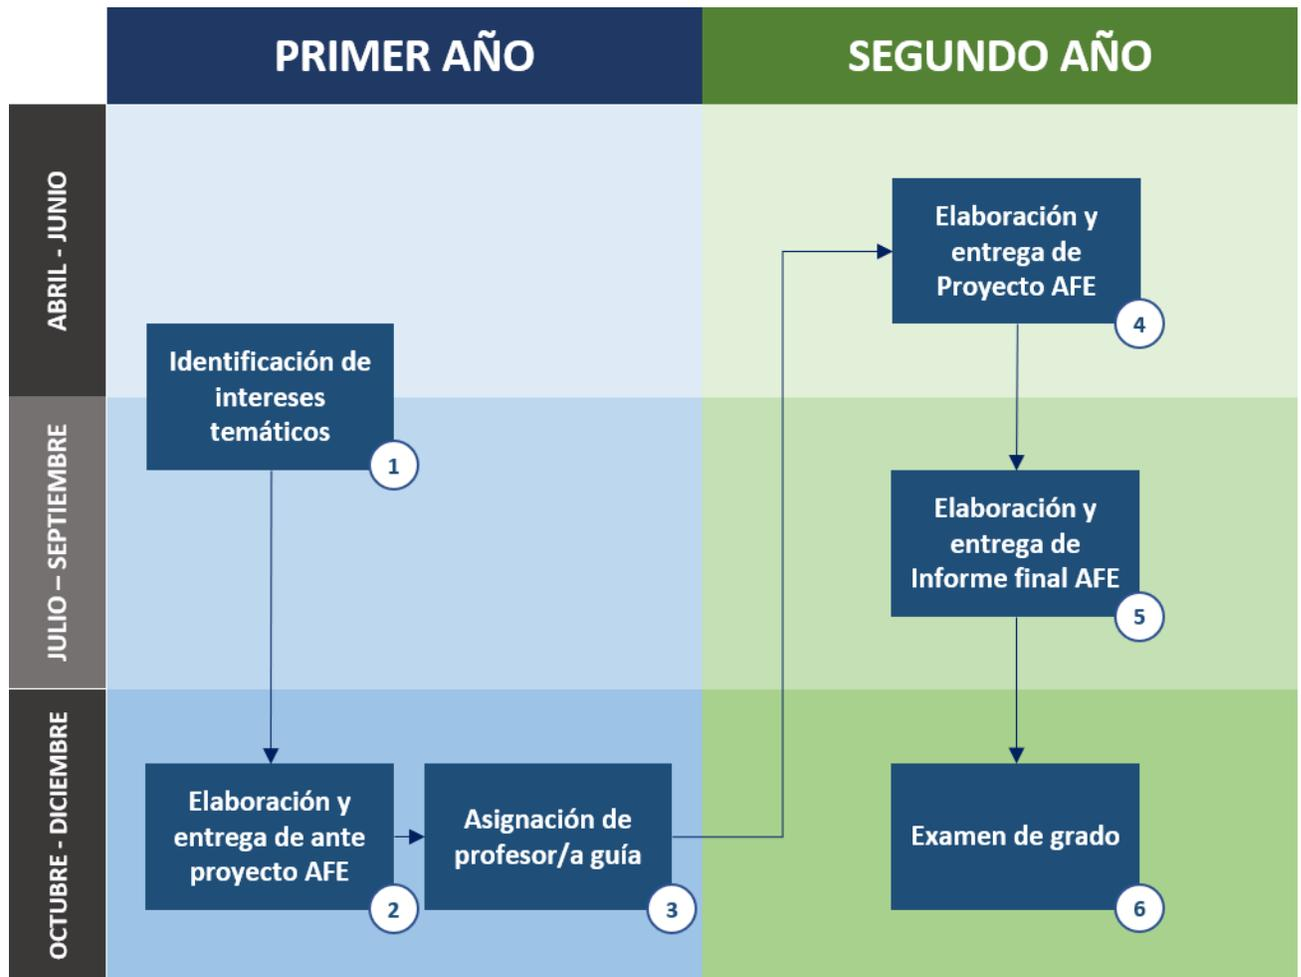 PRIMER AÑO
SEGUNDO AÑO
ABRIL - JUNIO
JULIO – SEPTIEMBRE
OCTUBRE - DICIEMBRE
Identificación de
intereses
temáticos
1
Elaboración y
entrega de ante
proyecto AFE
2
Asignación de
profesor/a guía
3
Elaboración y
entrega de
Proyecto AFE
4
Elaboración y
entrega de
Informe final AFE
5
Examen de grado
6